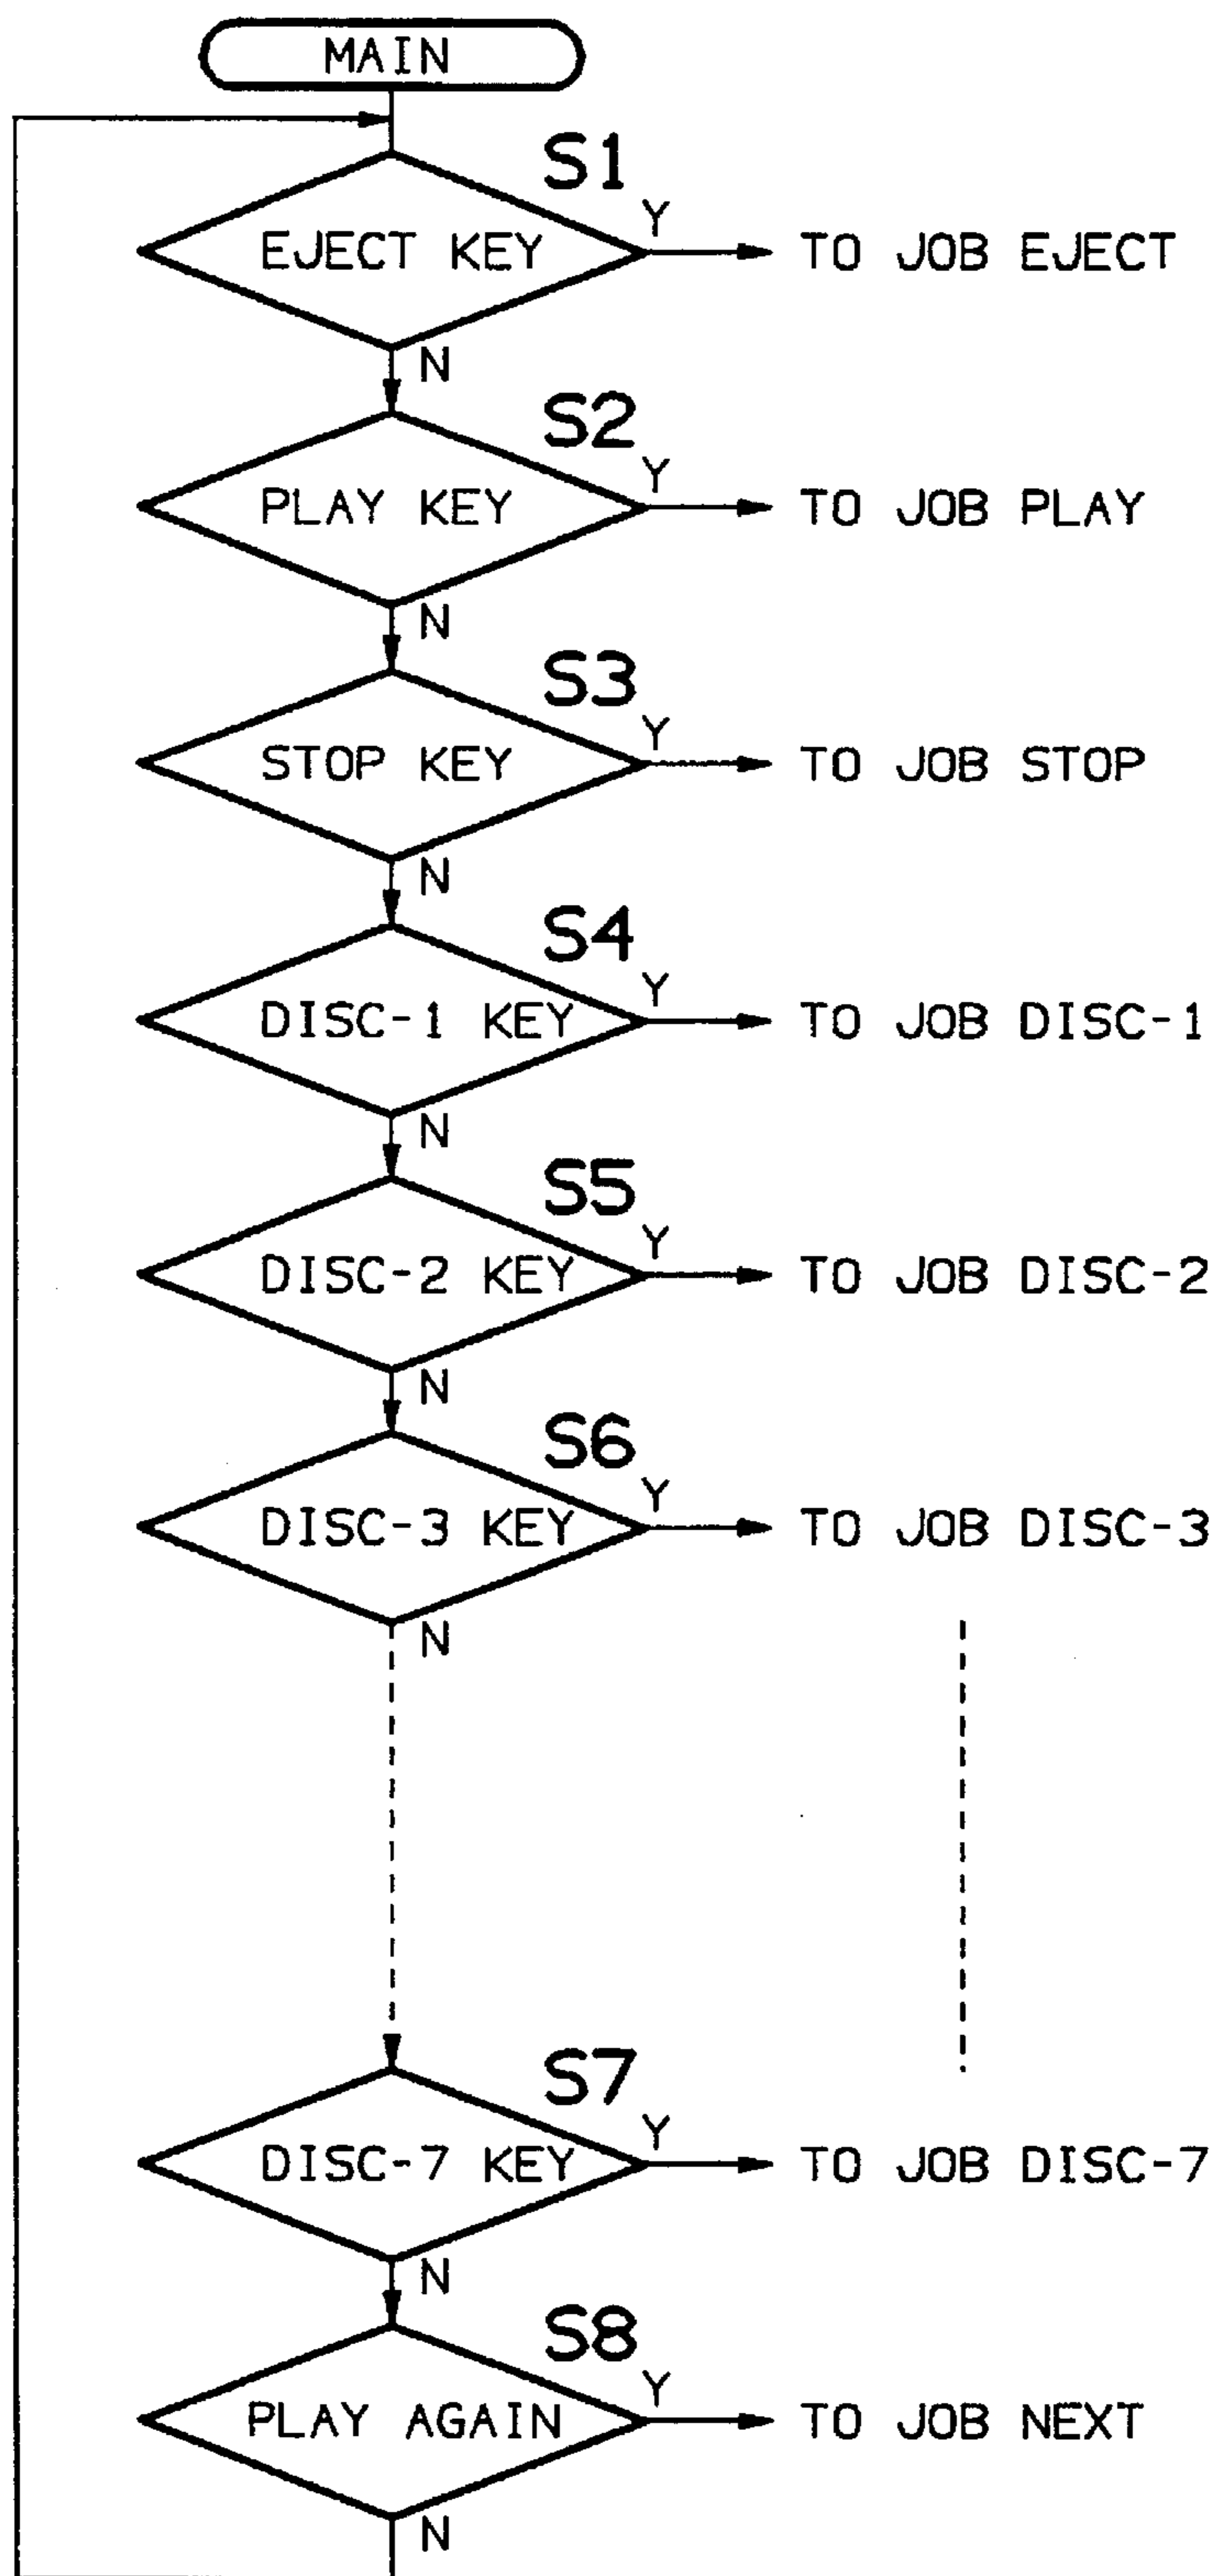 MAIN
S1
Y
EJECT KEY
TO JOB EJECT
N
S2
Y
PLAY KEY
TO JOB PLAY
N
S3
Y
STOP KEY
TO JOB STOP
N
S4
Y
DISC-1 KEY
TO JOB DISC-1
N
S5
Y
DISC-2 KEY
TO JOB DISC-2
N
S6
Y
DISC-3 KEY
TO JOB DISC-3
N
S7
Y
DISC-7 KEY
TO JOB DISC-7
N
S8
Y
PLAY AGAIN
TO JOB NEXT
N